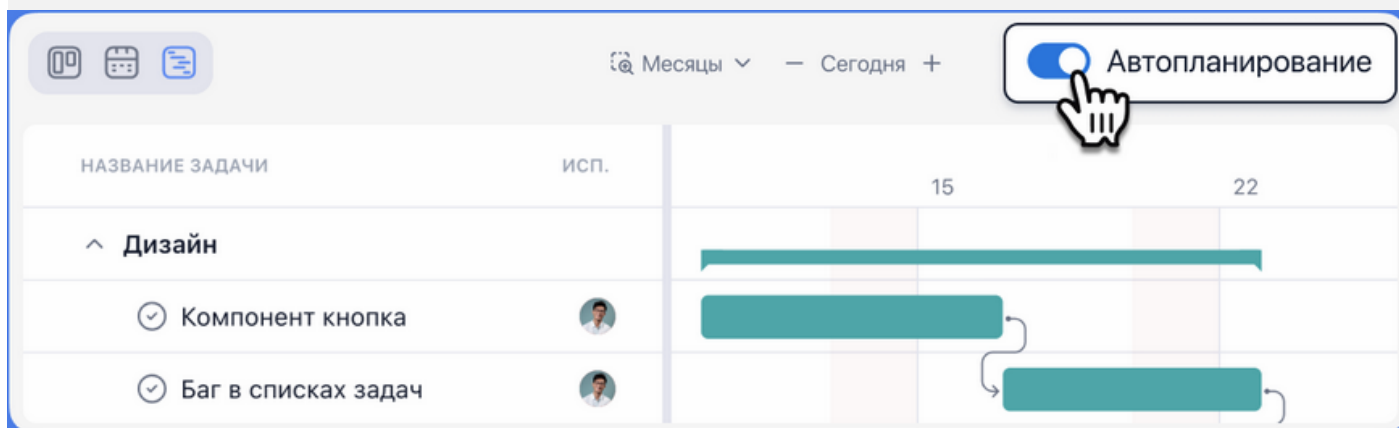 Месяцы — Сегодня + Автопланирование
НАЗВАНИЕ ЗАДАЧИ ИСП.
15 22
Дизайн
Компонент кнопка
Баг в списках задач